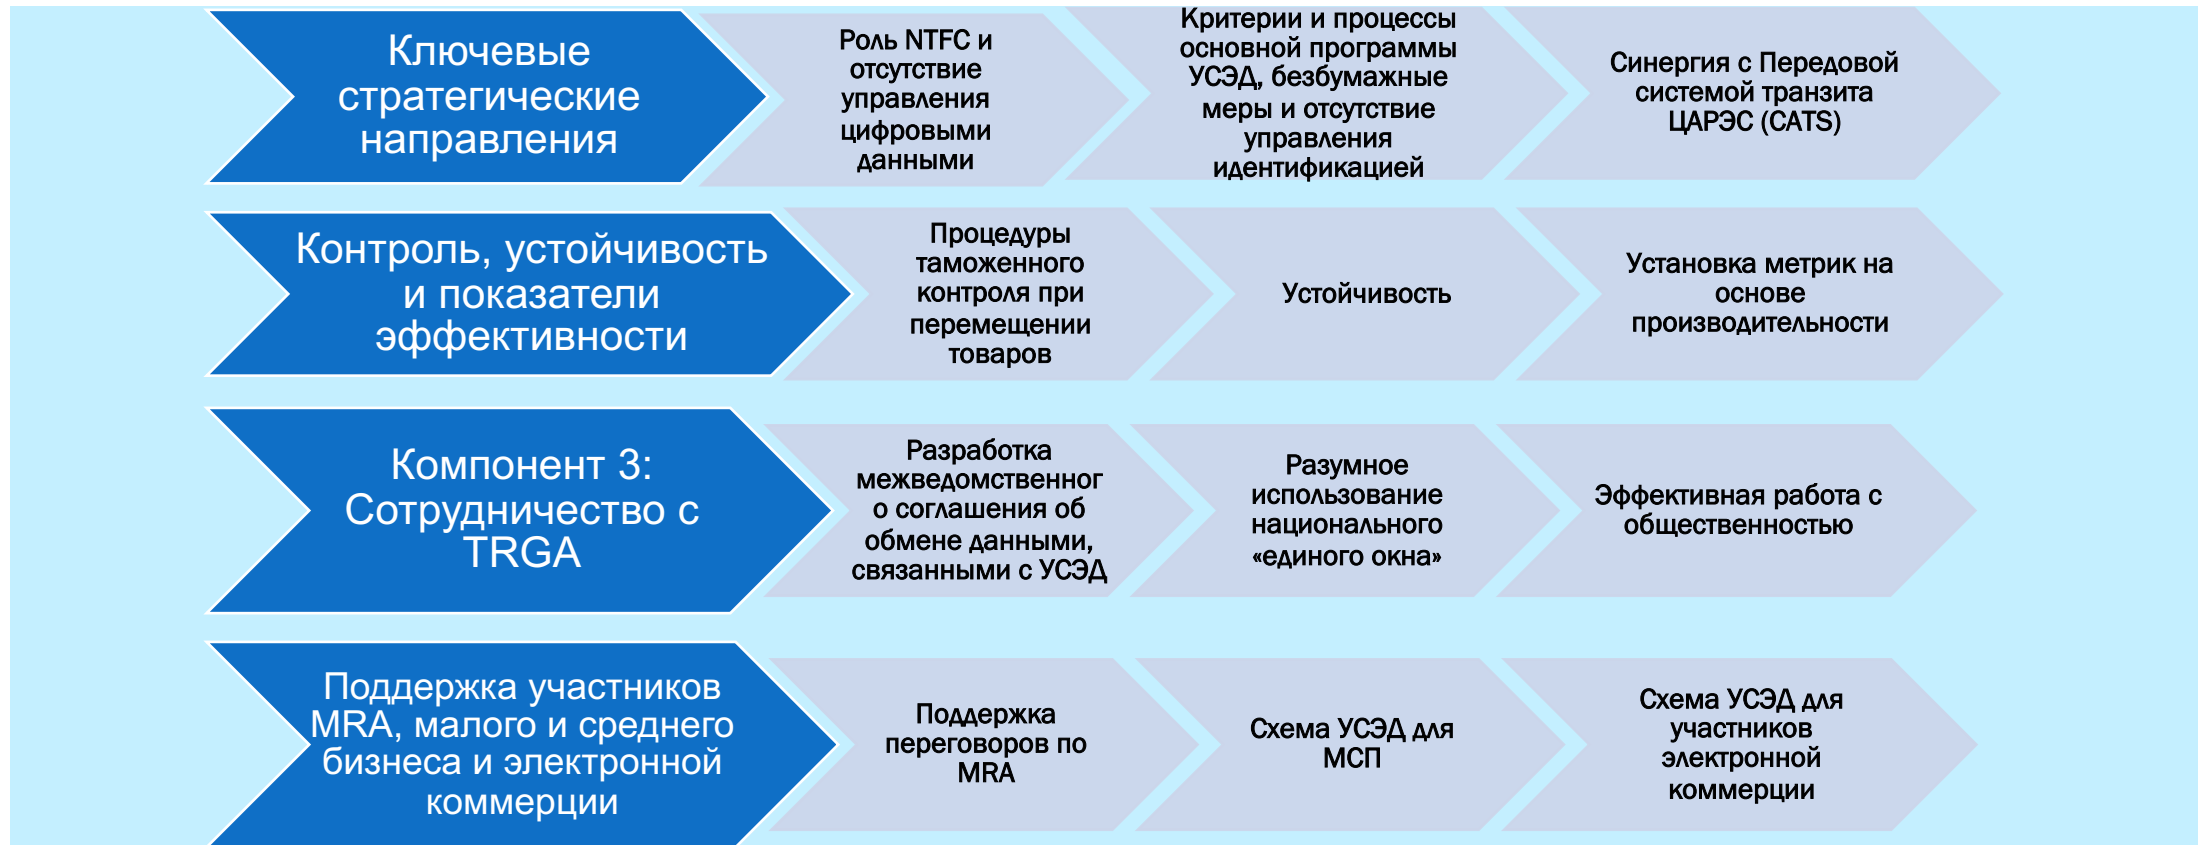 Ключевые
стратегические
направления
Роль NTFC и
отсутствие
управления
цифровыми
данными
Критерии и процессы
основной программы
УСЭД, безбумажные
меры и отсутствие
управления
идентификацией
Синергия с Передовой
системой транзита
ЦАРЭС (CATS)
Контроль, устойчивость
и показатели
эффективности
Процедуры
таможенного
контроля при
перемещении
товаров
Устойчивость
Установка метрик на
основе
производительности
Компонент 3:
Сотрудничество с
TRGA
Разработка
межведомственног
о соглашения об
обмене данными,
связанными с УСЭД
Разумное
использование
национального
«единого окна»
Эффективная работа с
общественностью
Поддержка участников
MRA, малого и среднего
бизнеса и электронной
коммерции
Поддержка
переговоров по
MRA
Схема УСЭД для
МСП
Схема УСЭД для
участников
электронной
коммерции